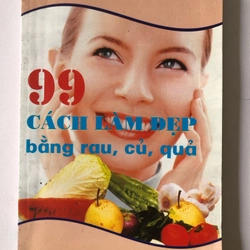 99
CÁCH LÀM ĐẸP
bằng rau, củ, quả